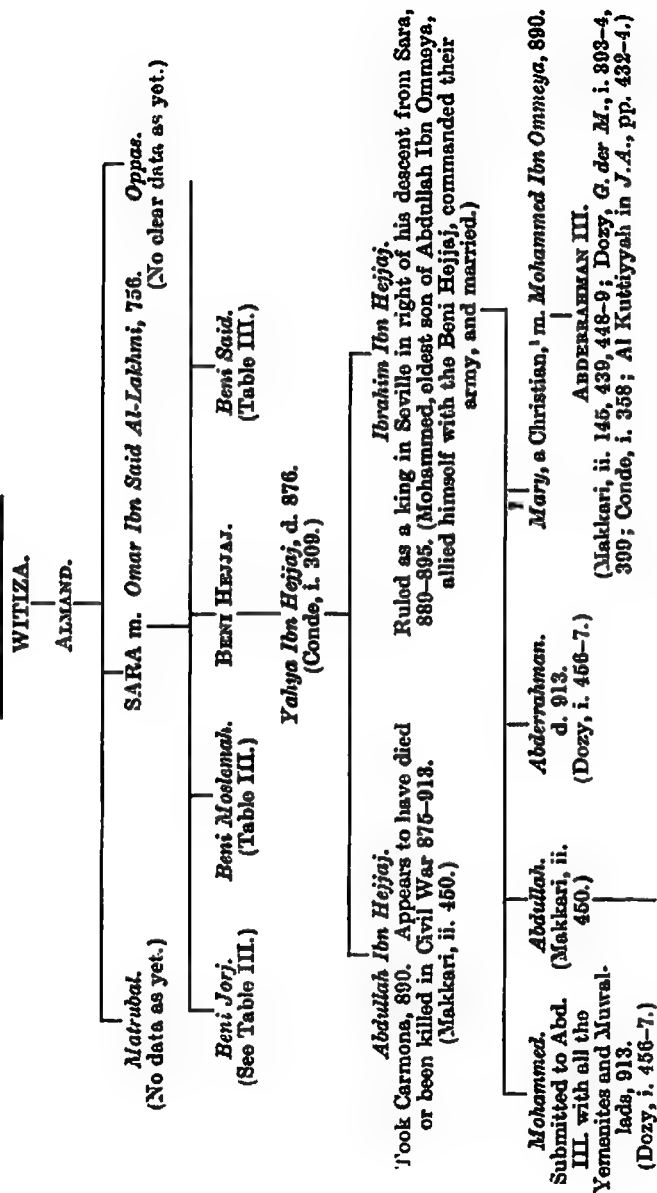 WITIZA.
ALMAND.
Matrubal.
(No data as yet.)
SARA m. Omar Ibn Said Al-Lakhmi, 756.
Oppas.
(No clear data as yet.)
Beni Jorj.
(See Table III.)
Beni Moslemah.
(Table III.)
BENI HEJJAJ.
Beni Said.
(Table III.)
Yahya Ibn Hejjaj, d. 876.
(Conde, i. 309.)
Abdullah Ibn Hejjaj.
Took Carmona, 890. Appears to have died
or been killed in Civil War 875–913.
(Makkari, ii. 450.)
Ibrahim Ibn Hejjaj.
Ruled as a king in Seville in right of his descent from Sara,
889–895. (Mohammed, eldest son of Abdullah Ibn Ommeya,
allied himself with the Beni Hejjaj, commanded their
army, and married.)
Mohammed.
Submitted to Abd.
III. with all the
Yemenites and Muwal-
lads, 913.
(Dozy, i. 456–7.)
Abdullah.
(Makkari, ii.
450.)
Abderrahman.
d. 913.
(Dozy, i. 456–7.)
Mary, a Christian,¹ m. Mohammed Ibn Ommeya, 890.
ABDERRAHMAN III.
(Makkari, ii. 145, 439, 448–9; Dozy, G. der M., i. 393–4,
399; Conde, i. 358; Al Kuttiyyah in J.A., pp. 432–4.)